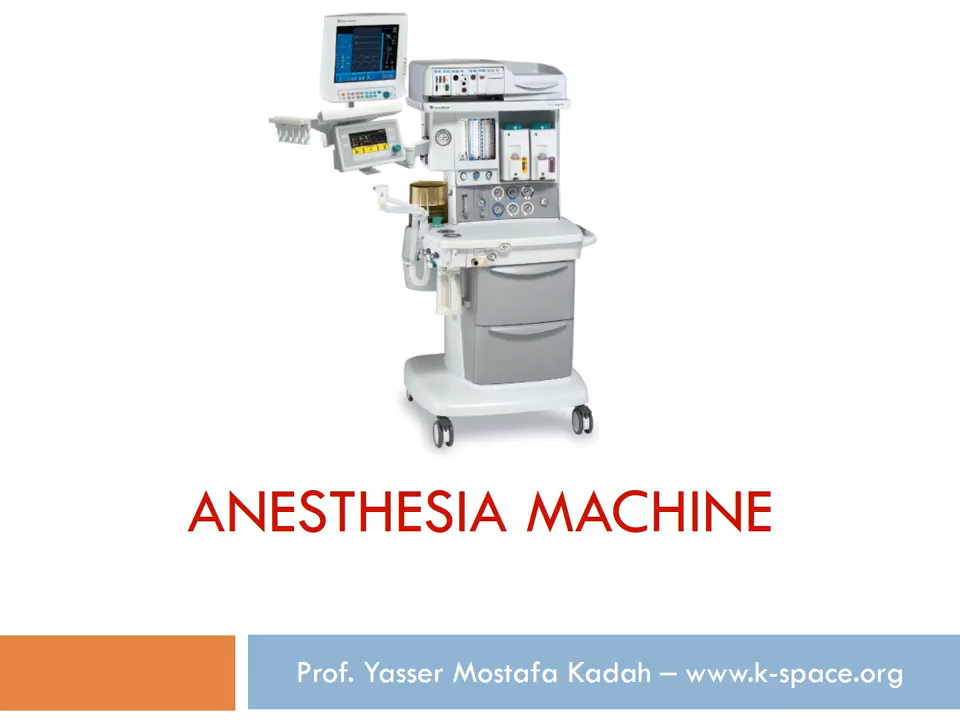 ANESTHESIA MACHINE
Prof. Yasser Mostafa Kadah – www.k-space.org